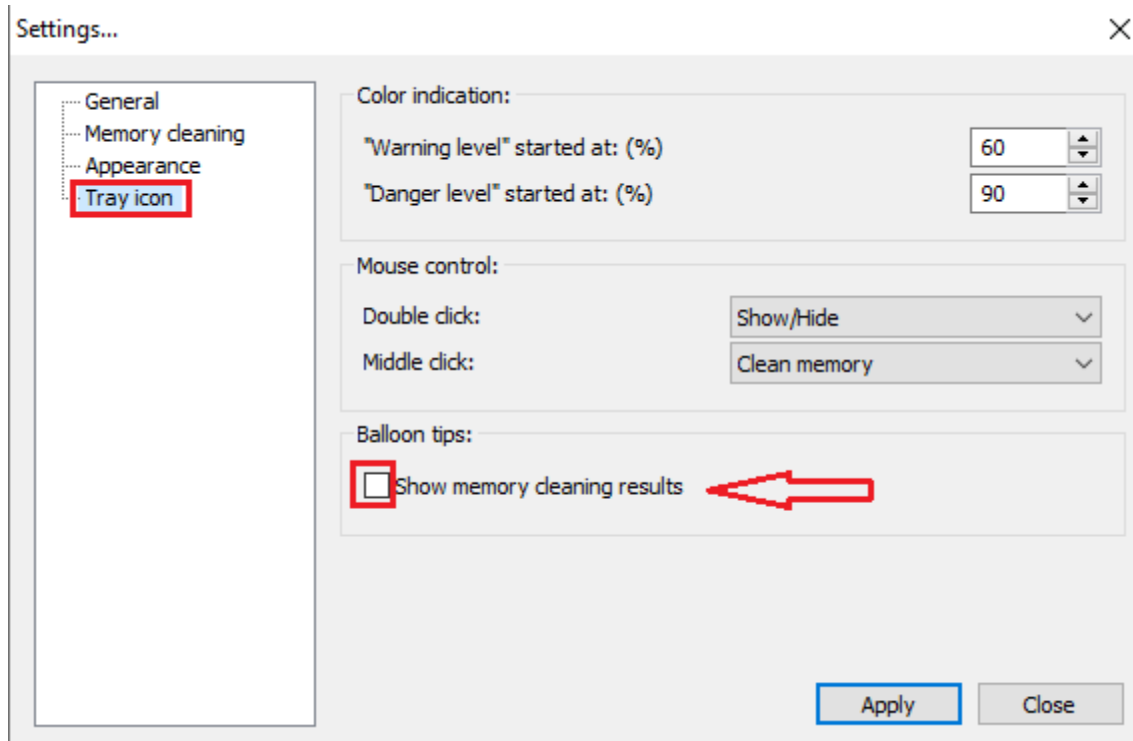 Settings...
General
Memory cleaning
Appearance
Tray icon
Color indication:
"Warning level" started at: (%)
60
"Danger level" started at: (%)
90
Mouse control:
Double click:
Show/Hide
Middle click:
Clean memory
Balloon tips:
Show memory cleaning results
Apply
Close